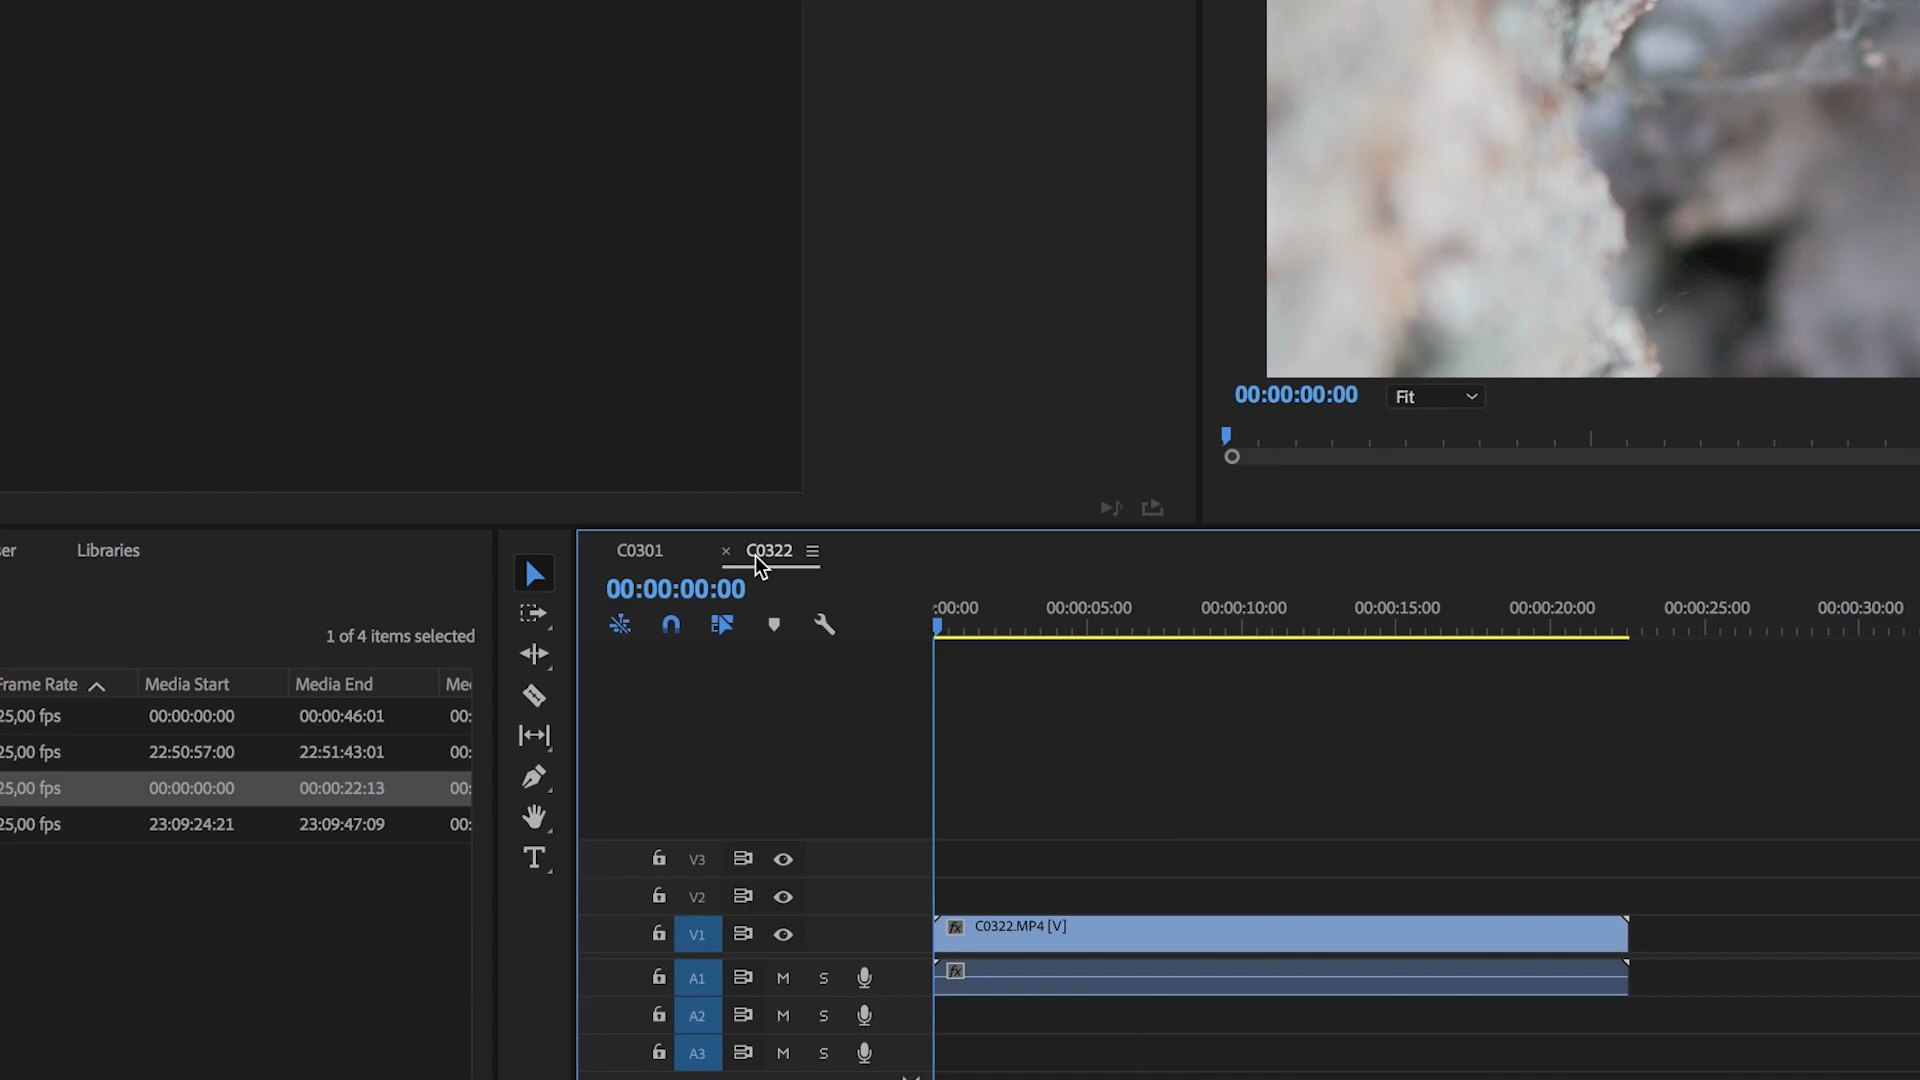 00:00:00:00 Fit
ser Libraries
C0301 × C0322
00:00:00:00
:00:00 00:00:05:00 00:00:10:00 00:00:15:00 00:00:20:00 00:00:25:00 00:00:30:00
1 of 4 items selected
Frame Rate Media Start Media End Med
25,00 fps 00:00:00:00 00:00:46:01 00:
25,00 fps 22:50:57:00 22:51:43:01 00:
25,00 fps 00:00:00:00 00:00:22:13 00:
25,00 fps 23:09:24:21 23:09:47:09 00:
T
V3
V2
V1 fx C0322.MP4 [V]
A1 M S fx
A2 M S
A3 M S